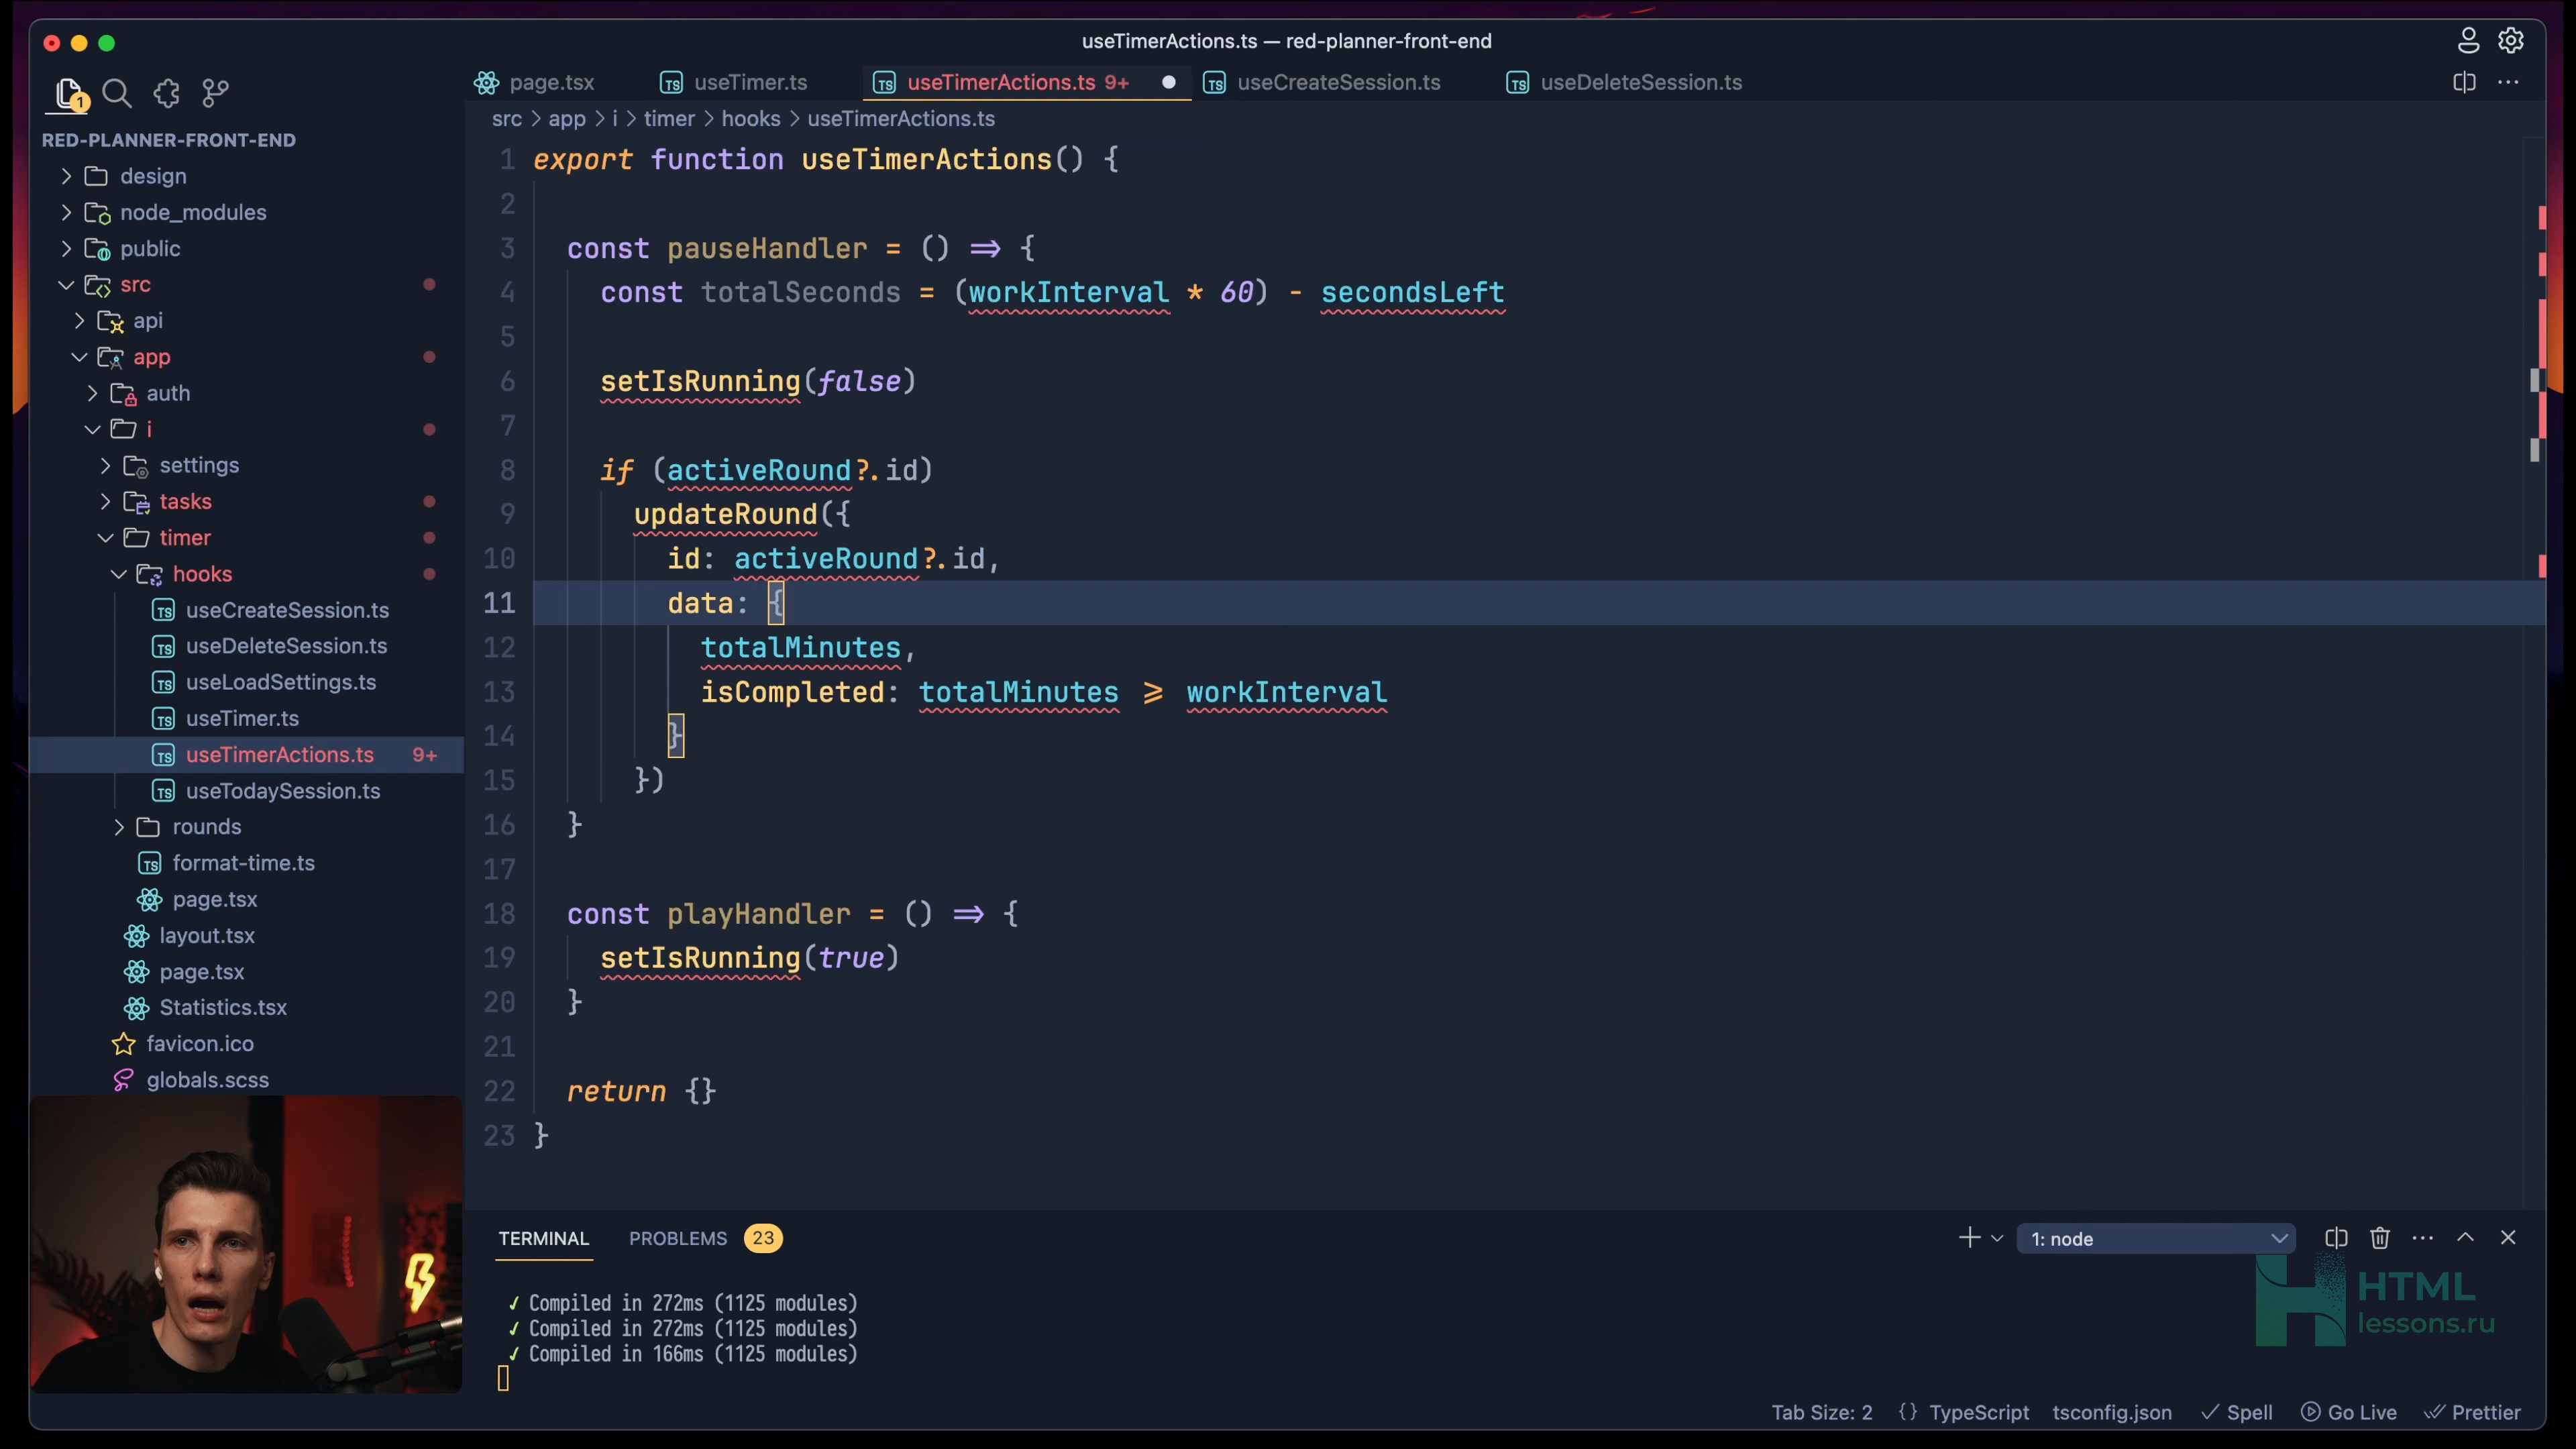 useTimerActions.ts — red-planner-front-end
page.tsx
useTimer.ts
useTimerActions.ts 9+
useCreateSession.ts
useDeleteSession.ts
1
RED-PLANNER-FRONT-END
design
node_modules
public
src
api
app
auth
i
settings
tasks
timer
hooks
useCreateSession.ts
useDeleteSession.ts
useLoadSettings.ts
useTimer.ts
useTimerActions.ts 9+
useTodaySession.ts
rounds
format-time.ts
page.tsx
layout.tsx
page.tsx
Statistics.tsx
favicon.ico
globals.scss
src > app > i > timer > hooks > useTimerActions.ts
1 export function useTimerActions() {
2
3 const pauseHandler = () => {
4 const totalSeconds = (workInterval * 60) - secondsLeft
5
6 setIsRunning(false)
7
8 if (activeRound?.id)
9 updateRound({
10 id: activeRound?.id,
11 data: {
12 totalMinutes,
13 isCompleted: totalMinutes >= workInterval
14 }
15 })
16 }
17
18 const playHandler = () => {
19 setIsRunning(true)
20 }
21
22 return {}
23 }
TERMINAL PROBLEMS 23
1: node
✓ Compiled in 272ms (1125 modules)
✓ Compiled in 272ms (1125 modules)
✓ Compiled in 166ms (1125 modules)
HTML
lessons.ru
Tab Size: 2 {} TypeScript tsconfig.json ✓ Spell Go Live Prettier